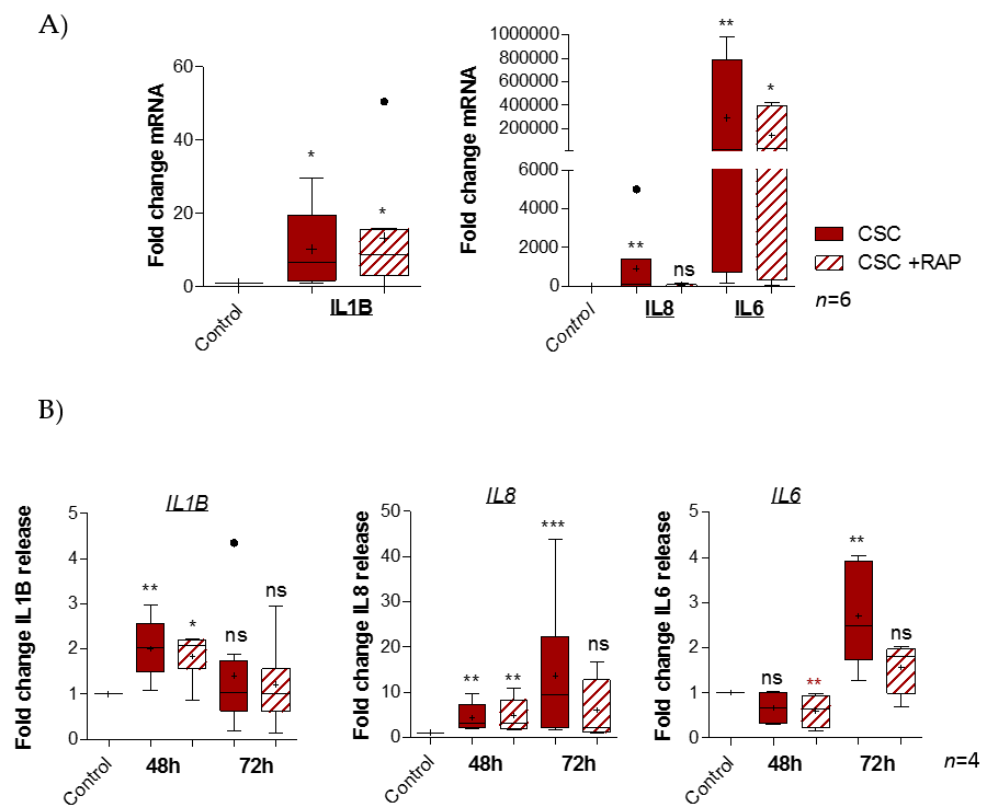 A)
Fold change mRNA
60
40
20
0
*
*
Control
IL1B
Fold change mRNA
1000000
800000
600000
400000
200000
6000
4000
2000
0
**
ns
**
*
Control
IL8
IL6
CSC
CSC +RAP
n=6
B)
IL1B
Fold change IL1B release
5
4
3
2
1
0
**
*
ns
ns
Control
48h
72h
IL8
Fold change IL8 release
50
40
30
20
10
0
**
**
***
ns
Control
48h
72h
IL6
Fold change IL6 release
5
4
3
2
1
0
ns
**
**
ns
Control
48h
72h
n=4